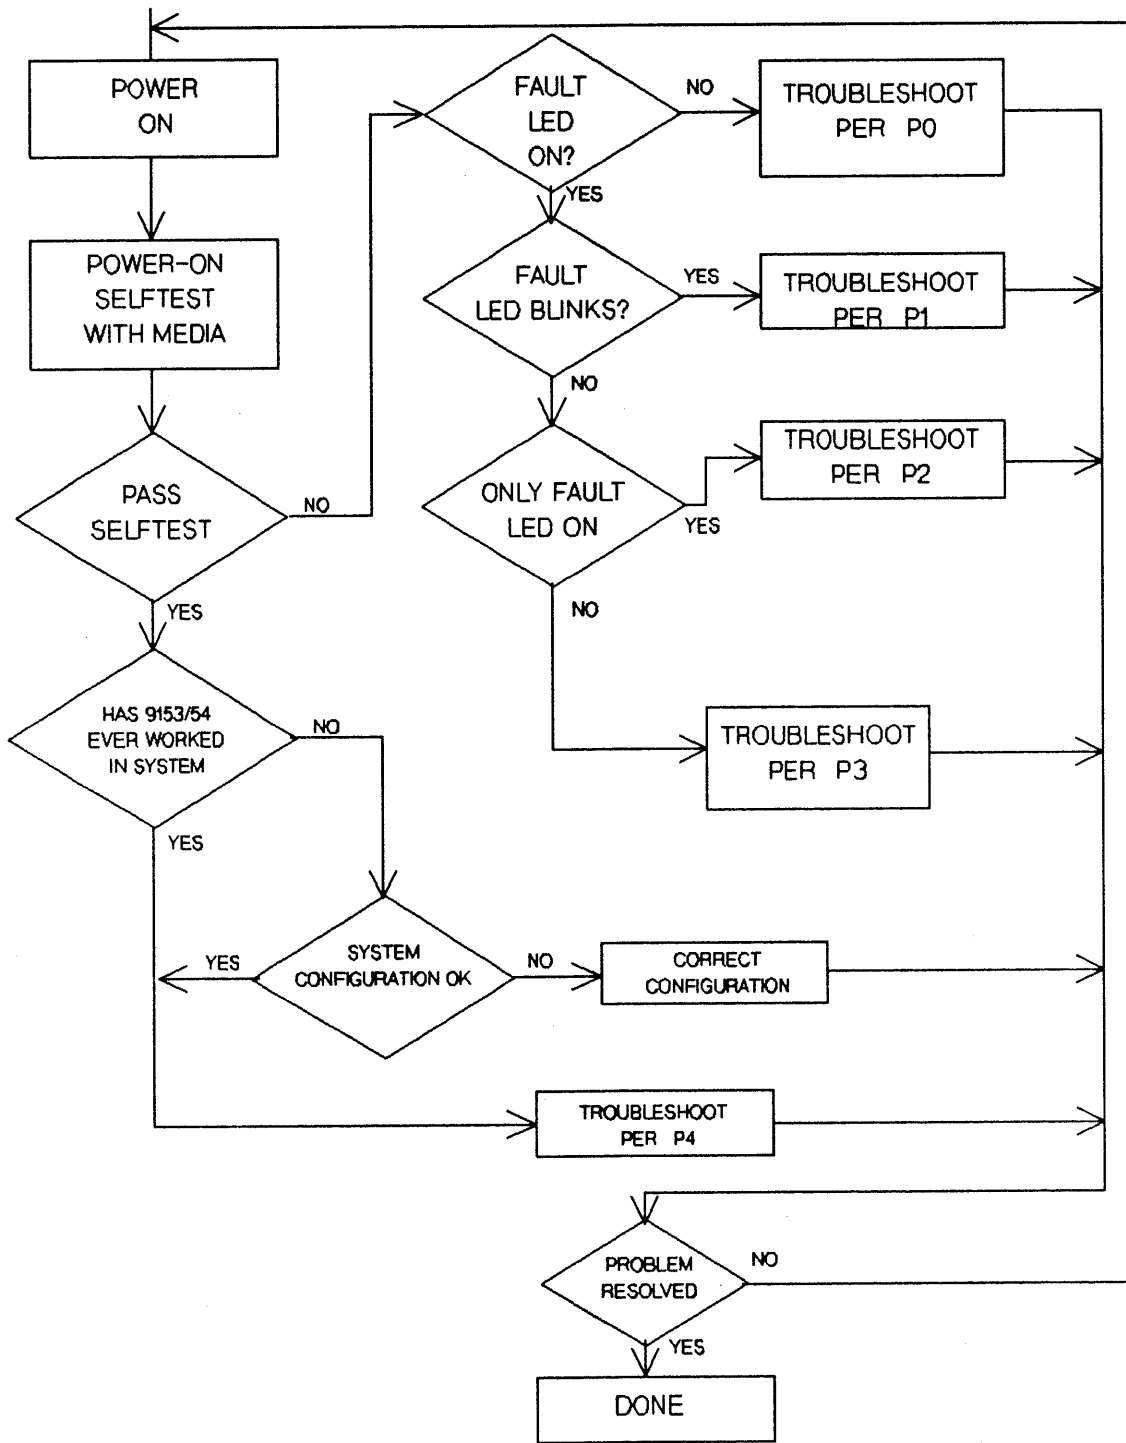 POWER
ON
POWER-ON
SELFTEST
WITH MEDIA
PASS
SELFTEST
NO
YES
HAS 9153/54
EVER WORKED
IN SYSTEM
NO
YES
SYSTEM
CONFIGURATION OK
YES
NO
CORRECT
CONFIGURATION
TROUBLESHOOT
PER P4
FAULT
LED
ON?
NO
TROUBLESHOOT
PER P0
YES
FAULT
LED BLINKS?
YES
TROUBLESHOOT
PER P1
NO
ONLY FAULT
LED ON
YES
TROUBLESHOOT
PER P2
NO
TROUBLESHOOT
PER P3
PROBLEM
RESOLVED
NO
YES
DONE